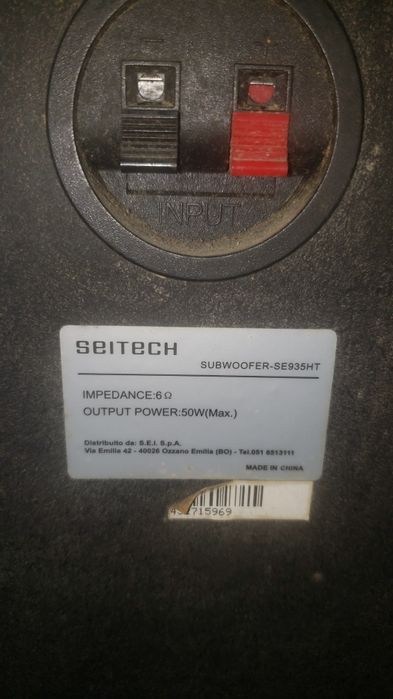 INPUT
SEITECH
SUBWOOFER-SE935HT
IMPEDANCE:6Ω
OUTPUT POWER:50W(Max.)
Distribuito da: S.E.I. S.p.A.
Via Emilia 42 - 40026 Ozzano Emilia (BO) - Tel.051 6513111
MADE IN CHINA
715969